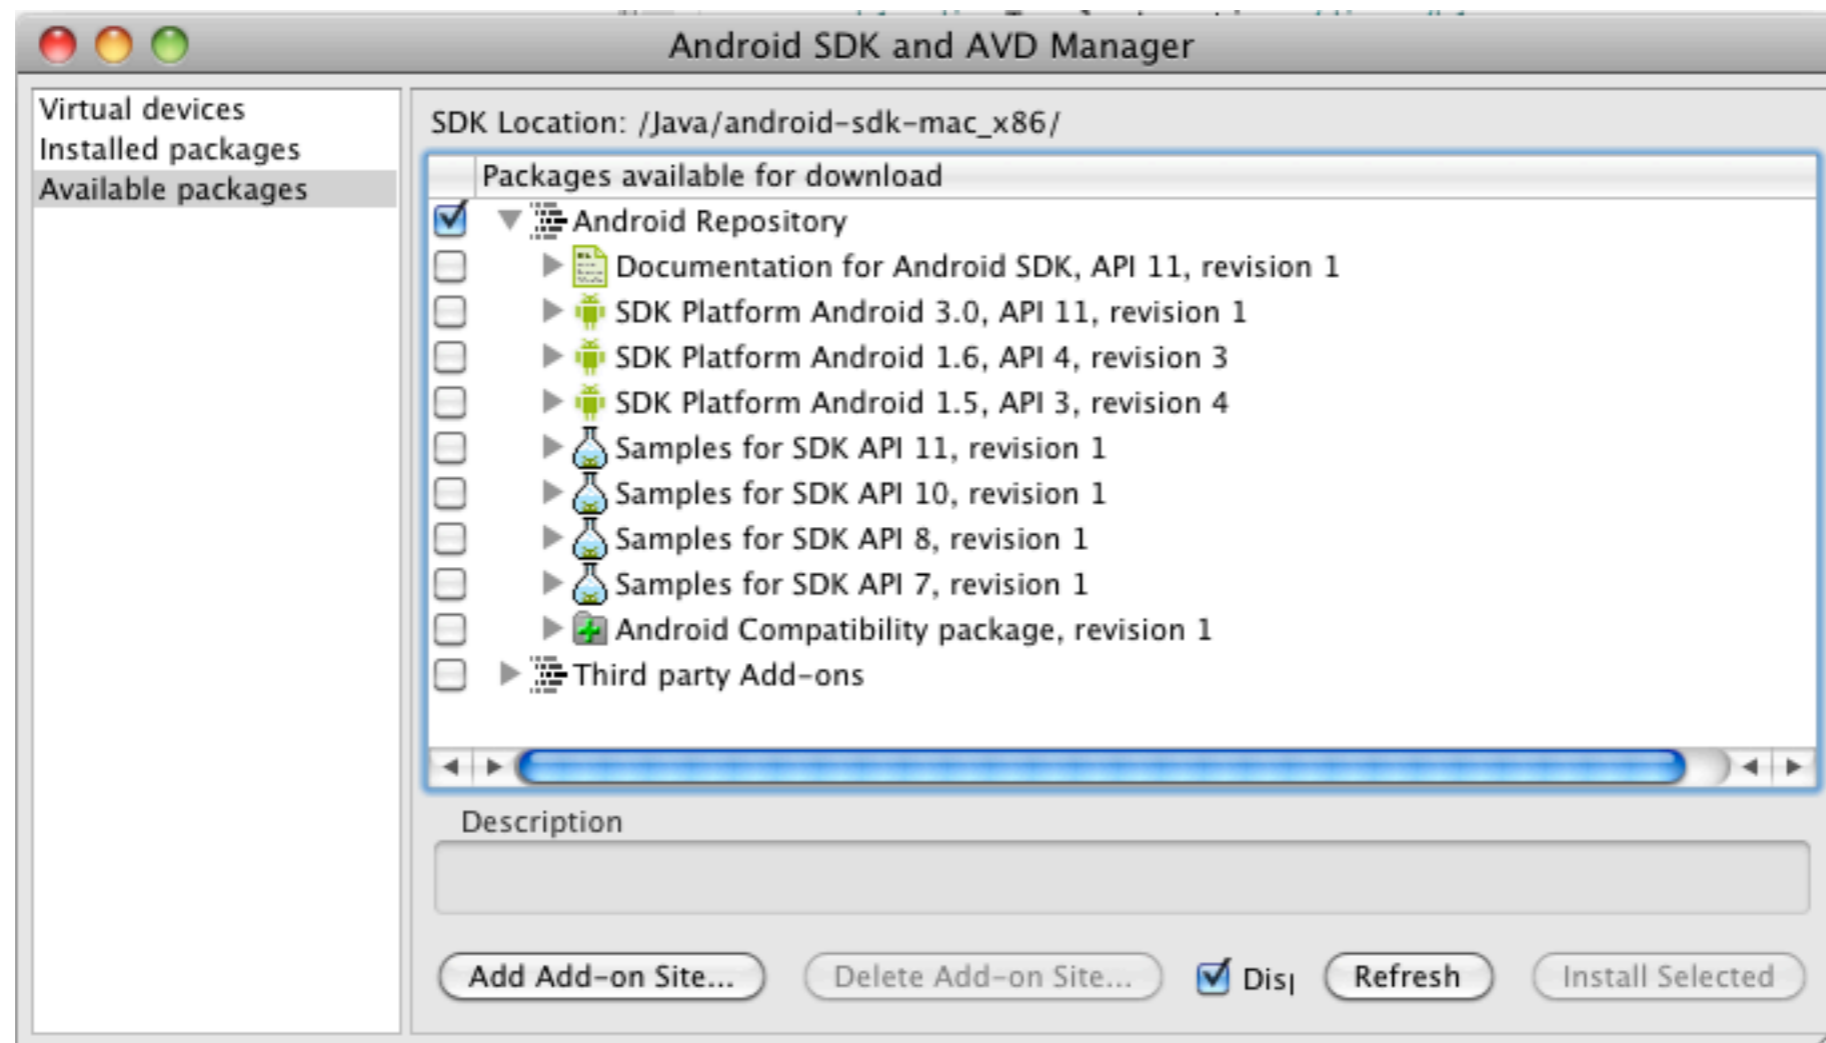 Android SDK and AVD Manager
Virtual devices
Installed packages
Available packages
SDK Location: /Java/android-sdk-mac_x86/
Packages available for download
Android Repository
Documentation for Android SDK, API 11, revision 1
SDK Platform Android 3.0, API 11, revision 1
SDK Platform Android 1.6, API 4, revision 3
SDK Platform Android 1.5, API 3, revision 4
Samples for SDK API 11, revision 1
Samples for SDK API 10, revision 1
Samples for SDK API 8, revision 1
Samples for SDK API 7, revision 1
Android Compatibility package, revision 1
Third party Add-ons
Description
Add Add-on Site... Delete Add-on Site... Refresh Install Selected